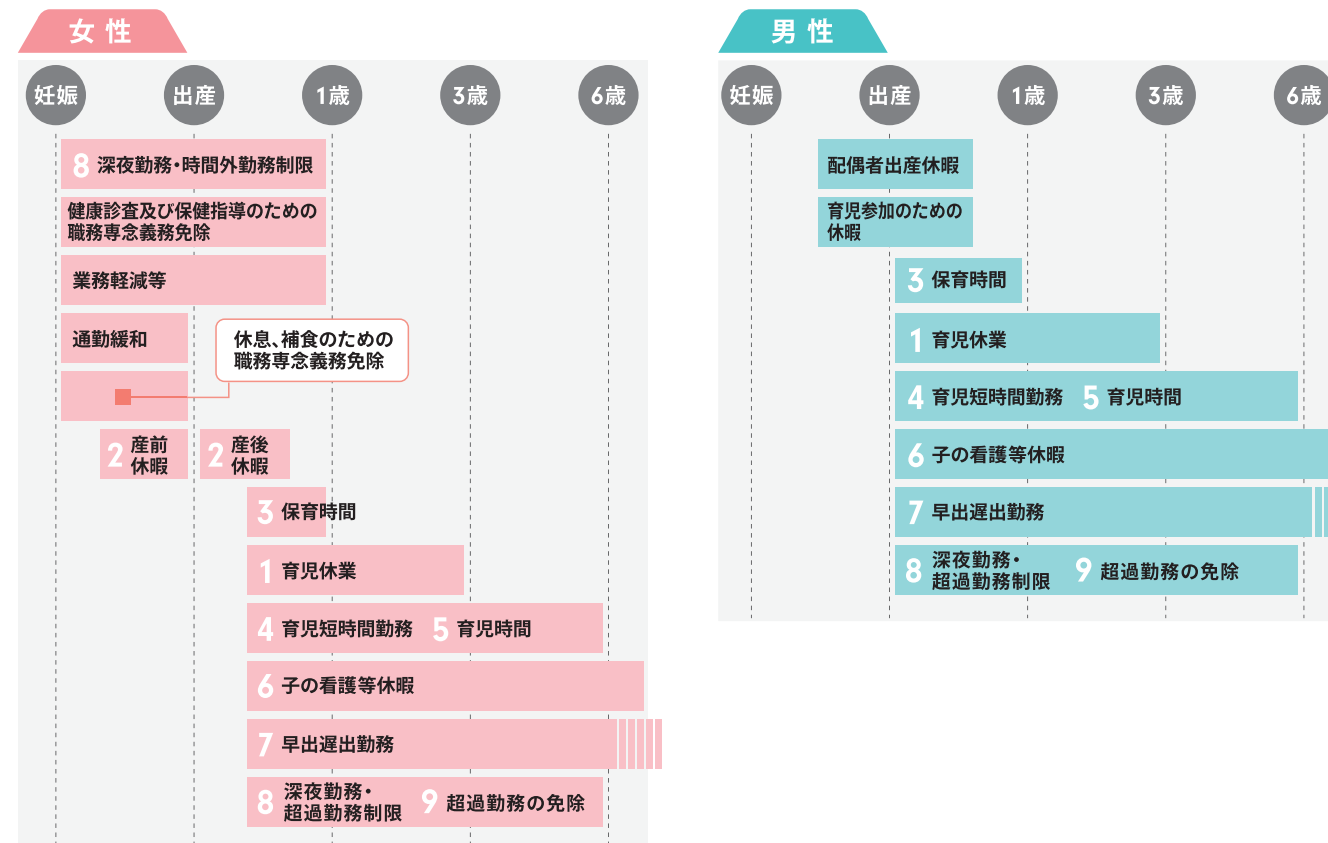 女性
妊娠
出産
1歳
3歳
6歳
8 深夜勤務・時間外勤務制限
健康診査及び保健指導のための
職務専念義務免除
業務軽減等
通勤緩和
休息、補食のための
職務専念義務免除
2 産前
休暇
2 産後
休暇
3 保育時間
1 育児休業
4 育児短時間勤務 5 育児時間
6 子の看護等休暇
7 早出遅出勤務
8 深夜勤務・
超過勤務制限
9 超過勤務の免除
男性
妊娠
出産
1歳
3歳
6歳
配偶者出産休暇
育児参加のための
休暇
3 保育時間
1 育児休業
4 育児短時間勤務 5 育児時間
6 子の看護等休暇
7 早出遅出勤務
8 深夜勤務・
超過勤務制限
9 超過勤務の免除